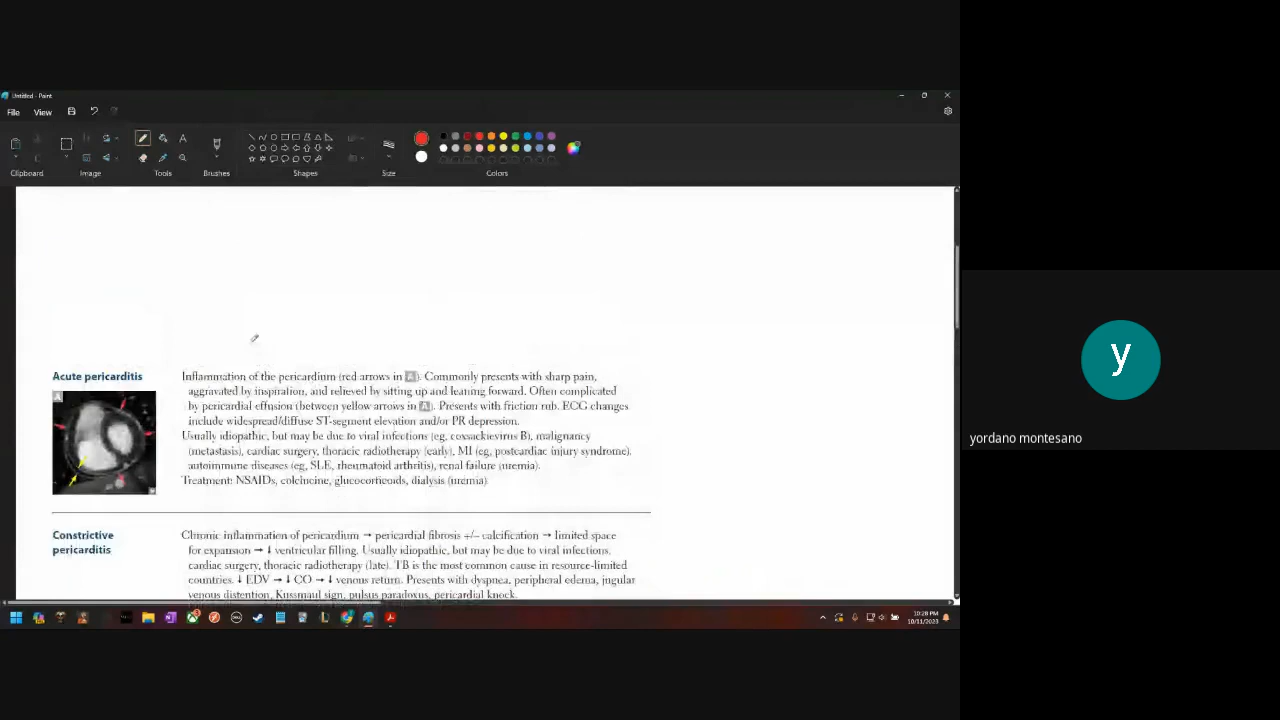 Untitled - Paint
File View
Clipboard
Image
Tools
Brushes
Shapes
Size
Colors
Acute pericarditis
A
Inflammation of the pericardium (red arrows in A). Commonly presents with sharp pain,
aggravated by inspiration, and relieved by sitting up and leaning forward. Often complicated
by pericardial effusion (between yellow arrows in A). Presents with friction rub. ECG changes
include widespread/diffuse ST-segment elevation and/or PR depression.
Usually idiopathic, but may be due to viral infections (eg, coxsackievirus B), malignancy
(metastasis), cardiac surgery, thoracic radiotherapy (early), MI (eg, postcardiac injury syndrome),
autoimmune diseases (eg, SLE, rheumatoid arthritis), renal failure (uremia).
Treatment: NSAIDs, colchicine, glucocorticoids, dialysis (uremia)
Constrictive
pericarditis
Chronic inflammation of pericardium → pericardial fibrosis +/– calcification → limited space
for expansion → ↓ ventricular filling. Usually idiopathic, but may be due to viral infections,
cardiac surgery, thoracic radiotherapy (late). TB is the most common cause in resource-limited
countries. ↓ EDV → ↓ CO → ↓ venous return. Presents with dyspnea, peripheral edema, jugular
venous distention, Kussmaul sign, pulsus paradoxus, pericardial knock.
10:28 PM
y
yordano montesano